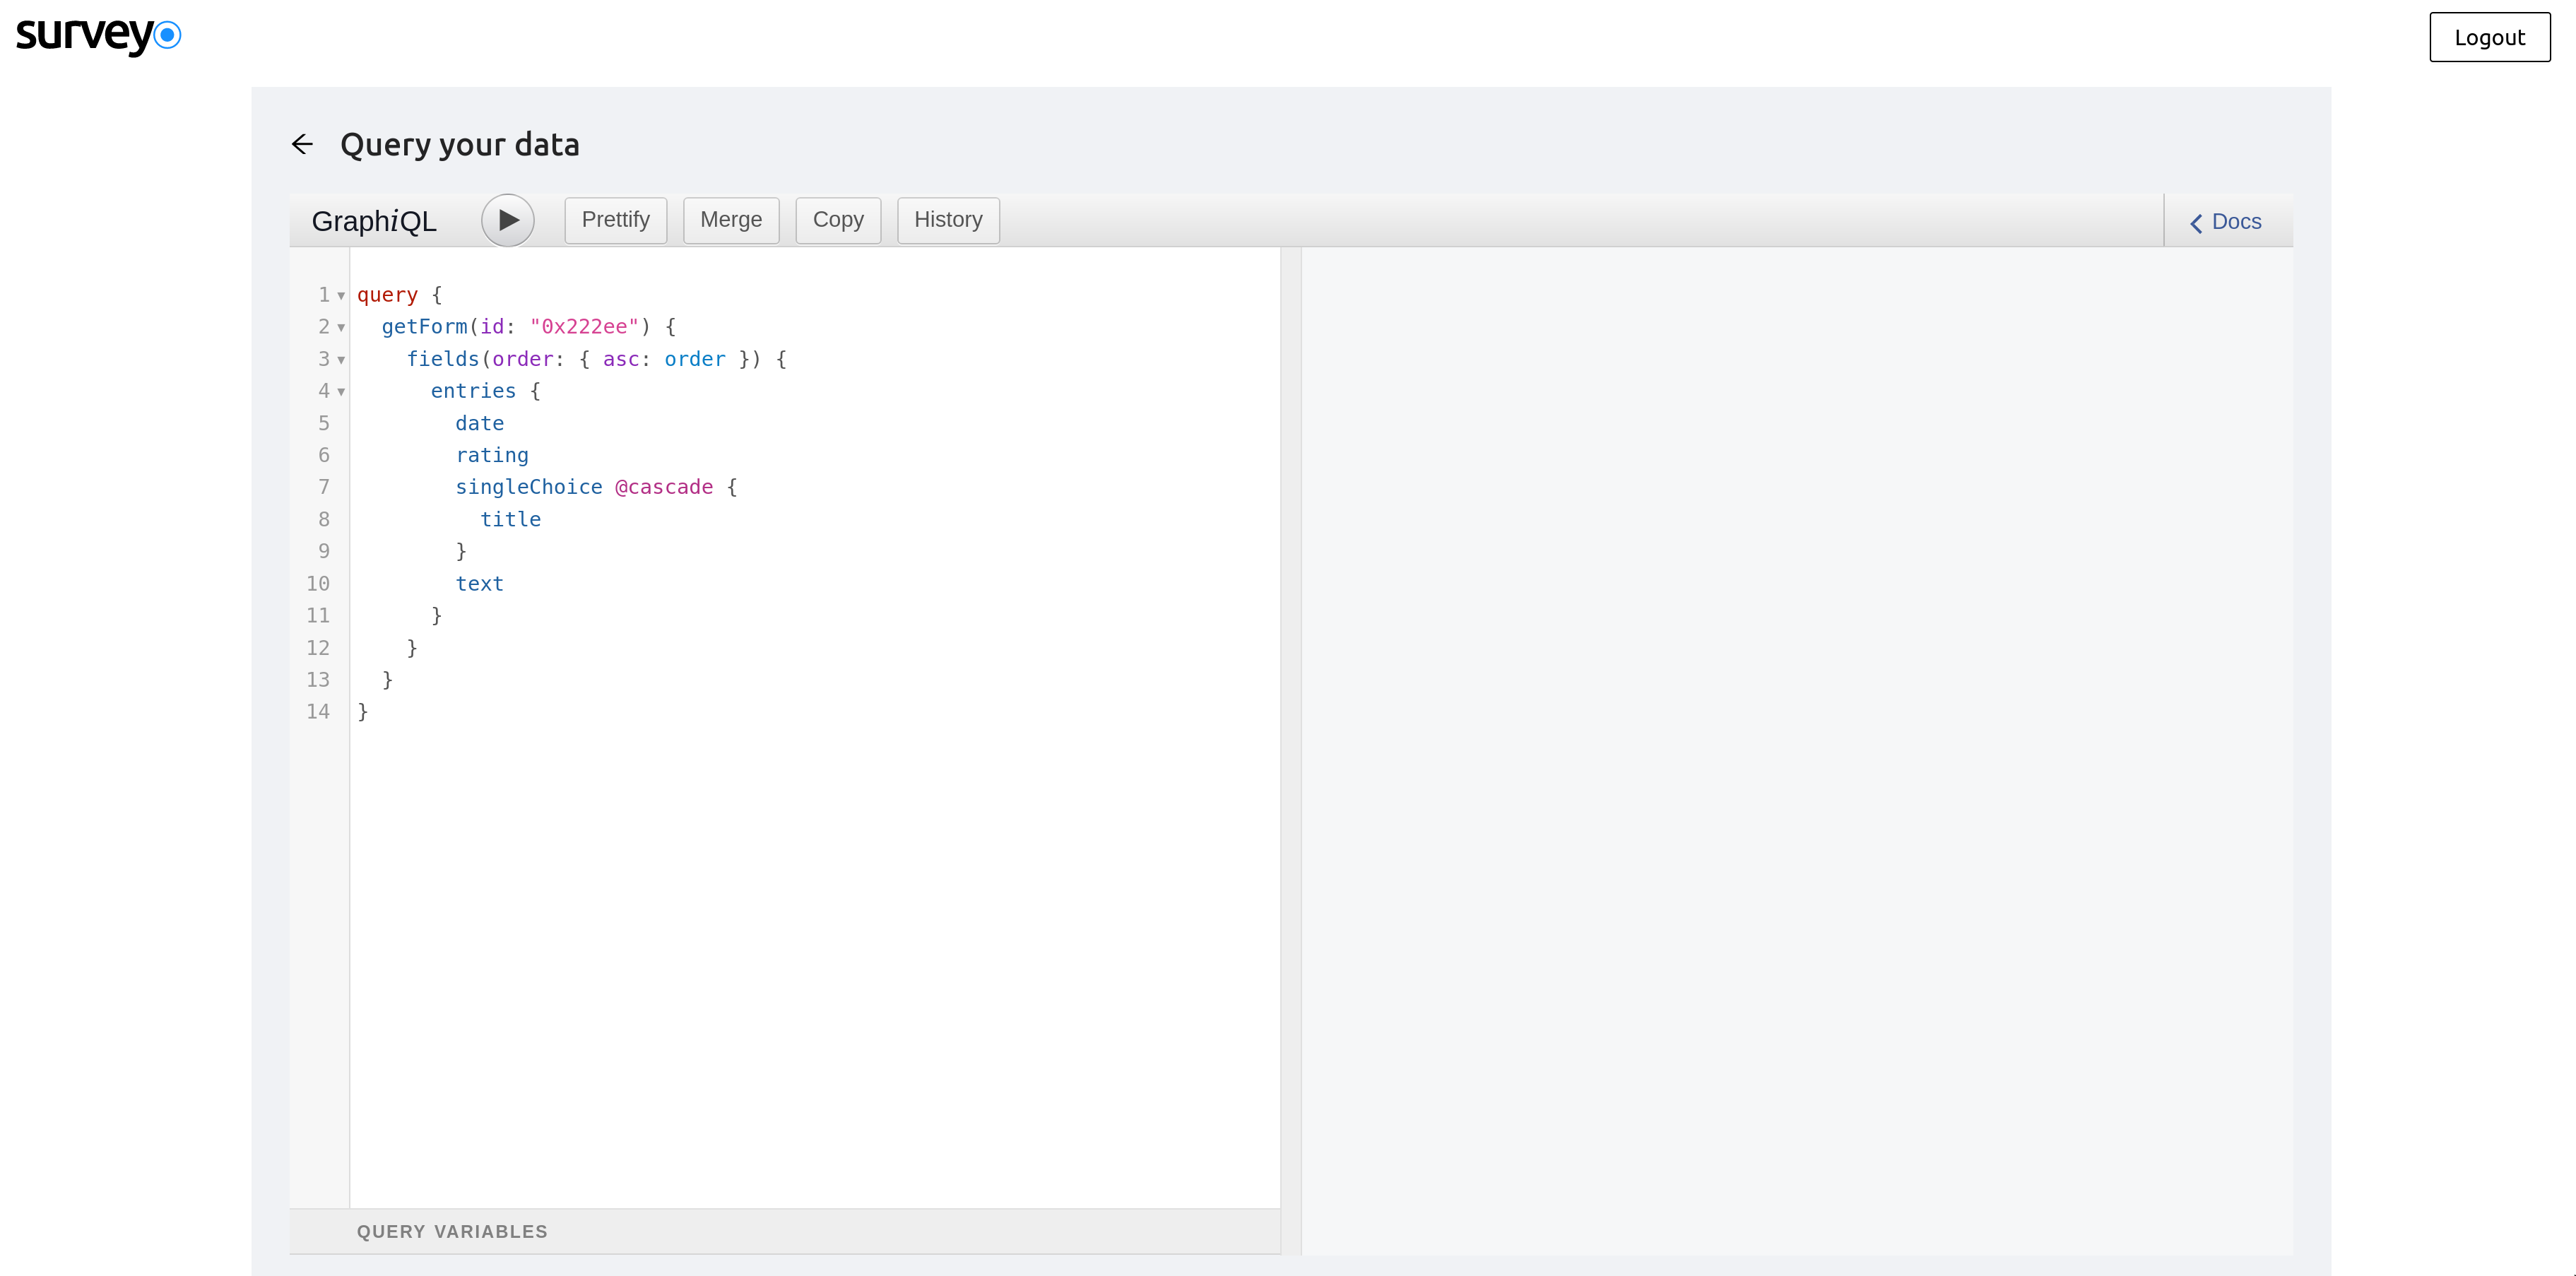 survey
Logout
Query your data
GraphiQL
Prettify
Merge
Copy
History
Docs
1 query {
2 getForm(id: "0x222ee") {
3 fields(order: { asc: order }) {
4 entries {
5 date
6 rating
7 singleChoice @cascade {
8 title
9 }
10 text
11 }
12 }
13 }
14 }
QUERY VARIABLES